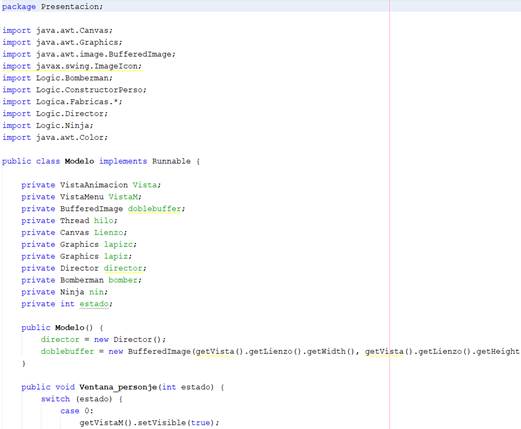 package Presentacion;
import java.awt.Canvas;
import java.awt.Graphics;
import java.awt.image.BufferedImage;
import javax.swing.ImageIcon;
import Logic.Bomberman;
import Logic.ConstructorPerso;
import Logica.Fabricas.*;
import Logic.Director;
import Logic.Ninja;
import java.awt.Color;
public class Modelo implements Runnable {
private VistaAnimacion Vista;
private VistaMenu VistaM;
private BufferedImage doblebuffer;
private Thread hilo;
private Canvas Lienzo;
private Graphics lapizc;
private Graphics lapiz;
private Director director;
private Bomberman bomber;
private Ninja nin;
private int estado;
public Modelo() {
director = new Director();
doblebuffer = new BufferedImage(getVista().getLienzo().getWidth(), getVista().getLienzo().getHeight
}
public void Ventana_personje(int estado) {
switch (estado) {
case 0:
getVistaM().setVisible(true);